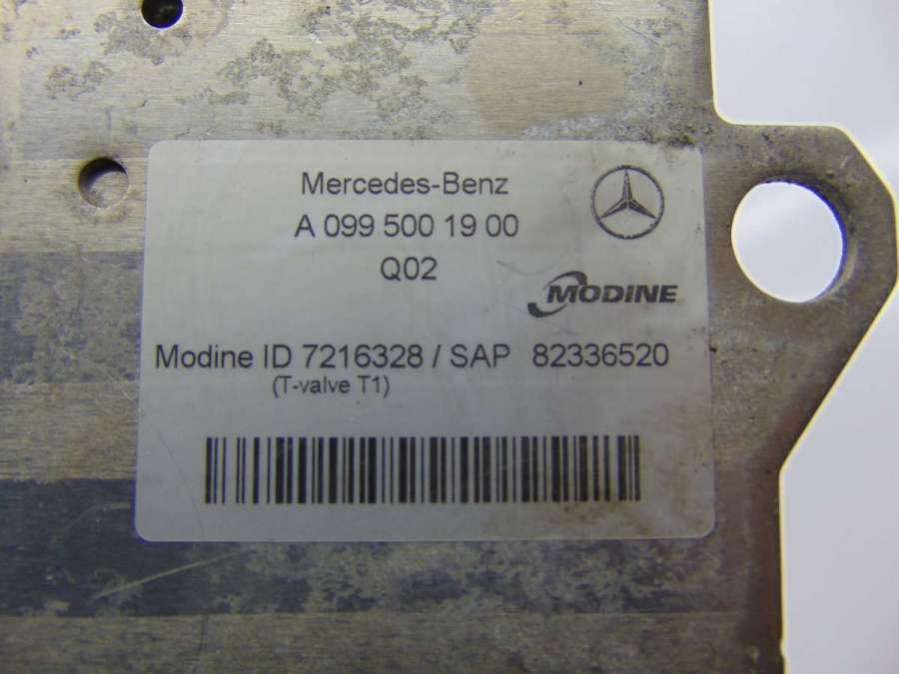 Mercedes-Benz
A 099 500 19 00
Q02
MODINE
Modine ID 7216328 / SAP 82336520
(T-valve T1)